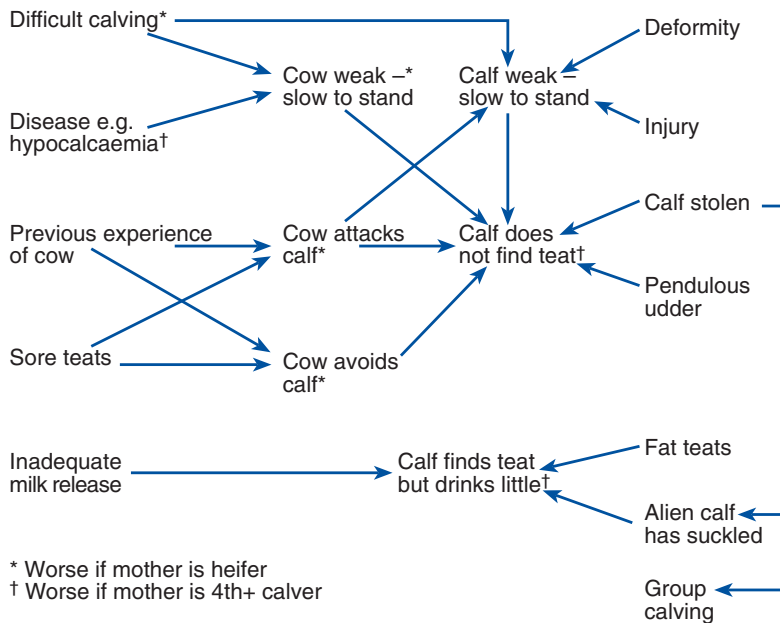 Difficult calving*
Deformity
Cow weak –*
slow to stand
Calf weak –
slow to stand
Disease e.g.
hypocalcaemia†
Injury
Calf stolen
Previous experience
of cow
Cow attacks
calf*
Calf does
not find teat†
Pendulous
udder
Sore teats
Cow avoids
calf*
Inadequate
milk release
Calf finds teat
but drinks little†
Fat teats
Alien calf
has suckled
* Worse if mother is heifer
† Worse if mother is 4th+ calver
Group
calving